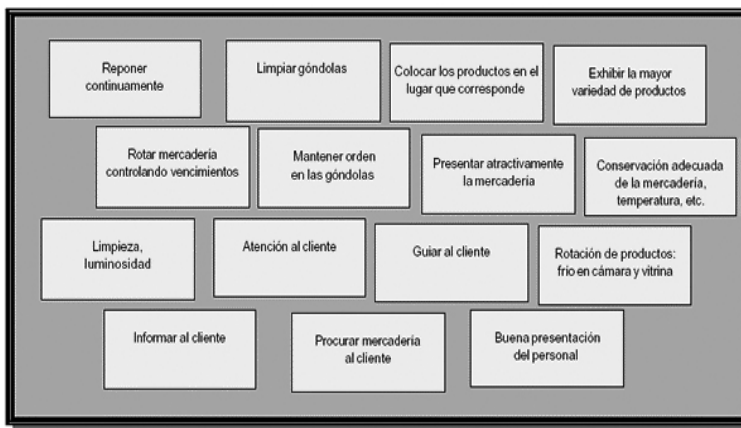 Reponer
continuamente
Limpiar góndolas
Colocar los productos en el
lugar que corresponde
Exhibir la mayor
variedad de productos
Rotar mercadería
controlando vencimientos
Mantener orden
en las góndolas
Presentar atractivamente
la mercadería
Conservación adecuada
de la mercadería,
temperatura, etc.
Limpieza,
luminosidad
Atención al cliente
Guiar al cliente
Rotación de productos:
frío en cámara y vitrina
Informar al cliente
Procurar mercadería
al cliente
Buena presentación
del personal